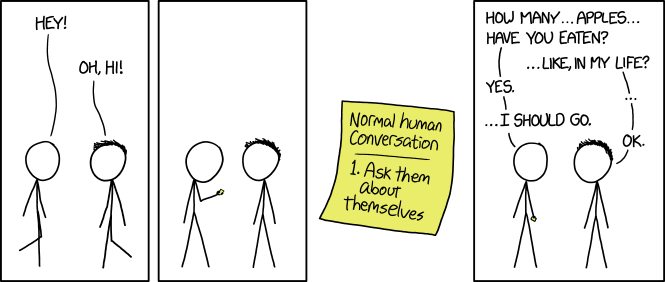 HEY!
OH, HI!
Normal human
Conversation
1. Ask them
about
themselves
HOW MANY...APPLES...
HAVE YOU EATEN?
...LIKE, IN MY LIFE?
YES.
...
...I SHOULD GO.
OK.